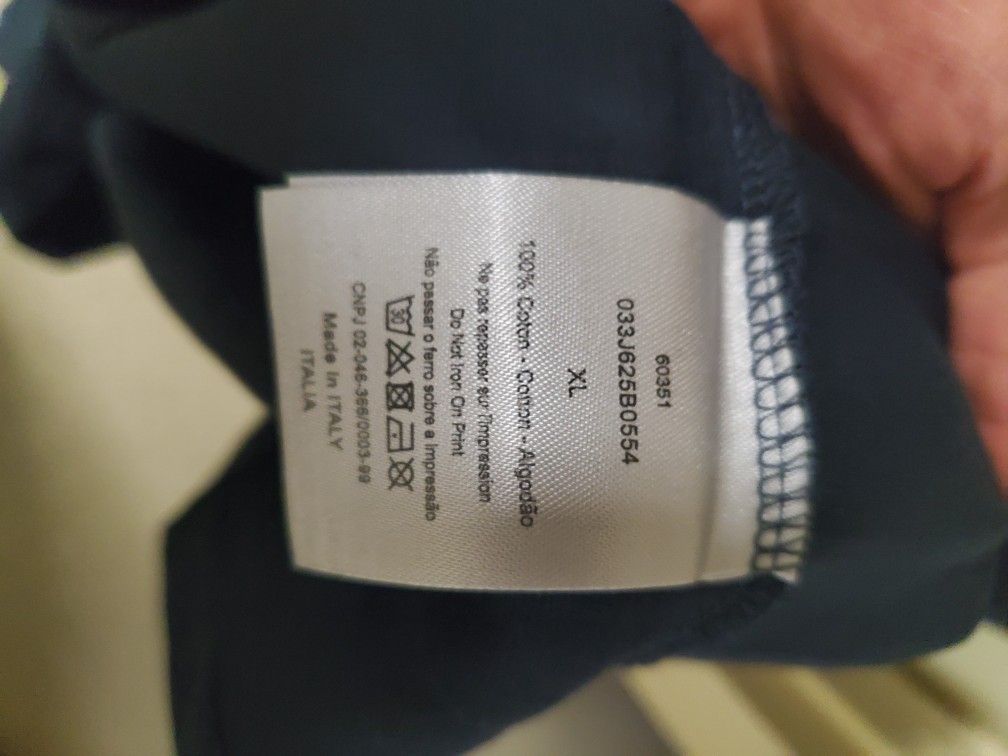 60351
033J625B0554
XL
100% Coton - Cotton - Algodão
Ne pas repasser sur l'impression
Do Not Iron On Print
Não passar o ferro sobre a impressão
30
CNPJ 02-046-366/0003-99
Made in ITALY
ITALIA